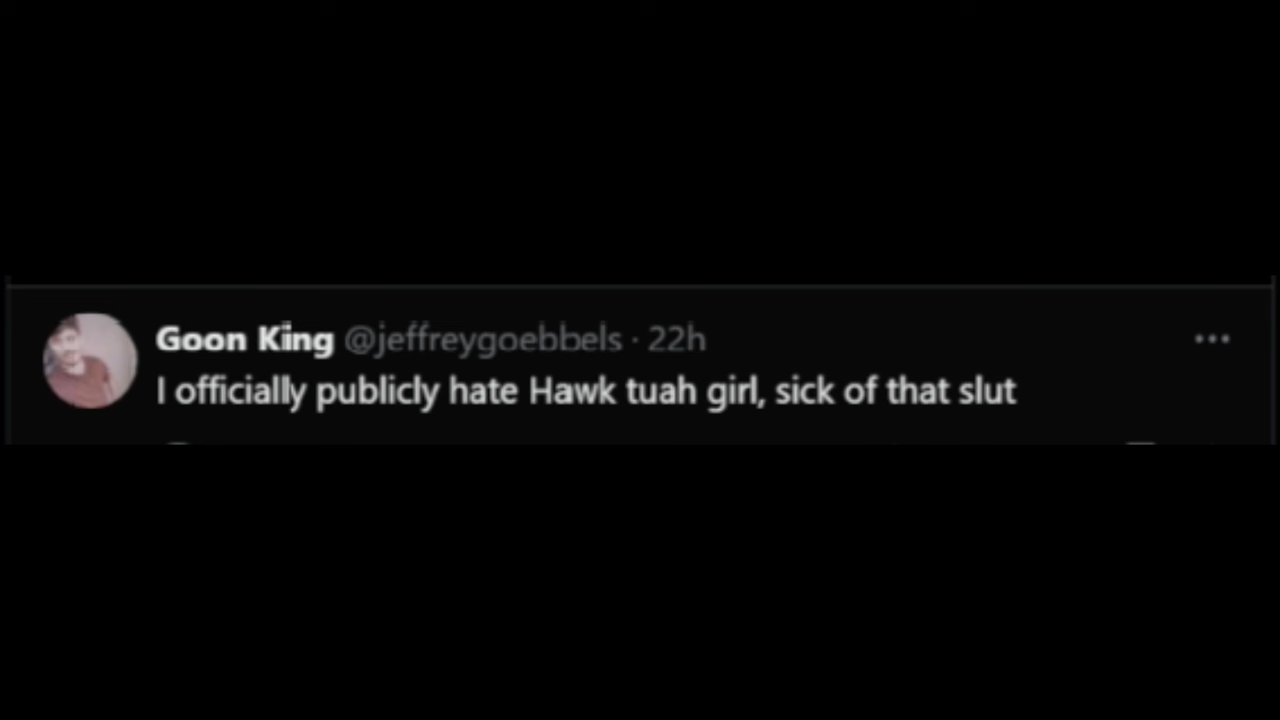 Goon King @jeffreygoebbels · 22h
I officially publicly hate Hawk tuah girl, sick of that slut